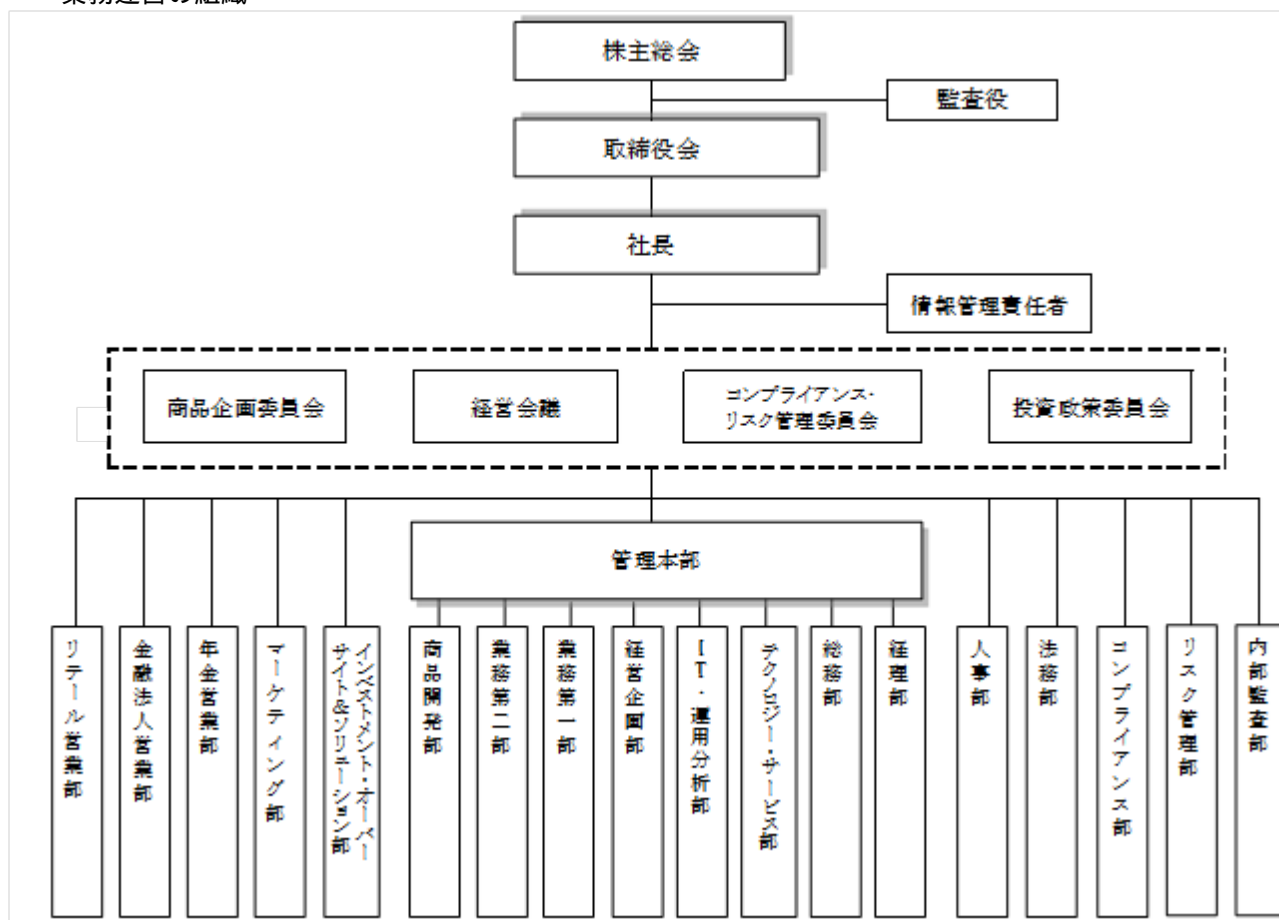 業務運営の組織
株主総会
監査役
取締役会
社長
情報管理責任者
商品企画委員会
経営会議
コンプライアンス・
リスク管理委員会
投資政策委員会
管理本部
リテール営業部
金融法人営業部
年金営業部
マーケティング部
インベストメント・オーバー
サイト&ソリューション部
商品開発部
業務第二部
業務第一部
経営企画部
IT・運用分析部
テクノロジー・サービス部
総務部
経理部
人事部
法務部
コンプライアンス部
リスク管理部
内部監査部